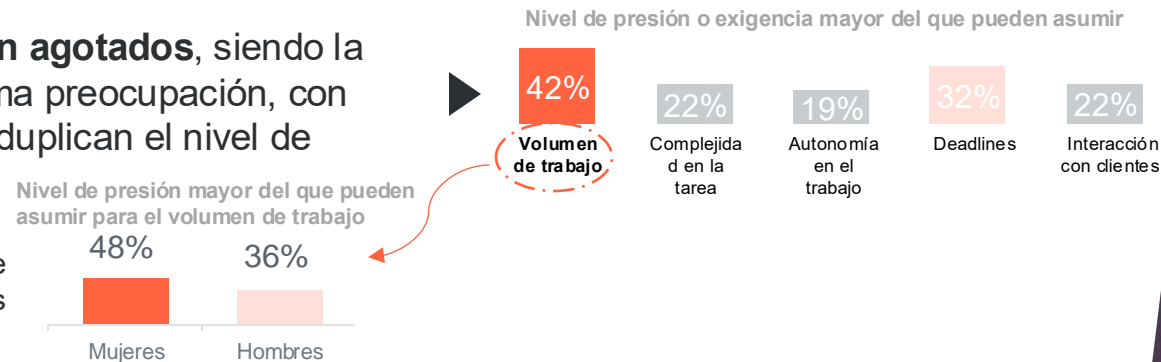 n agotados, siendo la
ma preocupación, con
duplican el nivel de
Nivel de presión o exigencia mayor del que pueden asumir
42%
22%
19%
32%
22%
Volumen
de trabajo
Complejida
d en la
tarea
Autonomía
en el
trabajo
Deadlines
Interacción
con clientes
Nivel de presión mayor del que pueden
asumir para el volumen de trabajo
e
s
48%
36%
Mujeres
Hombres